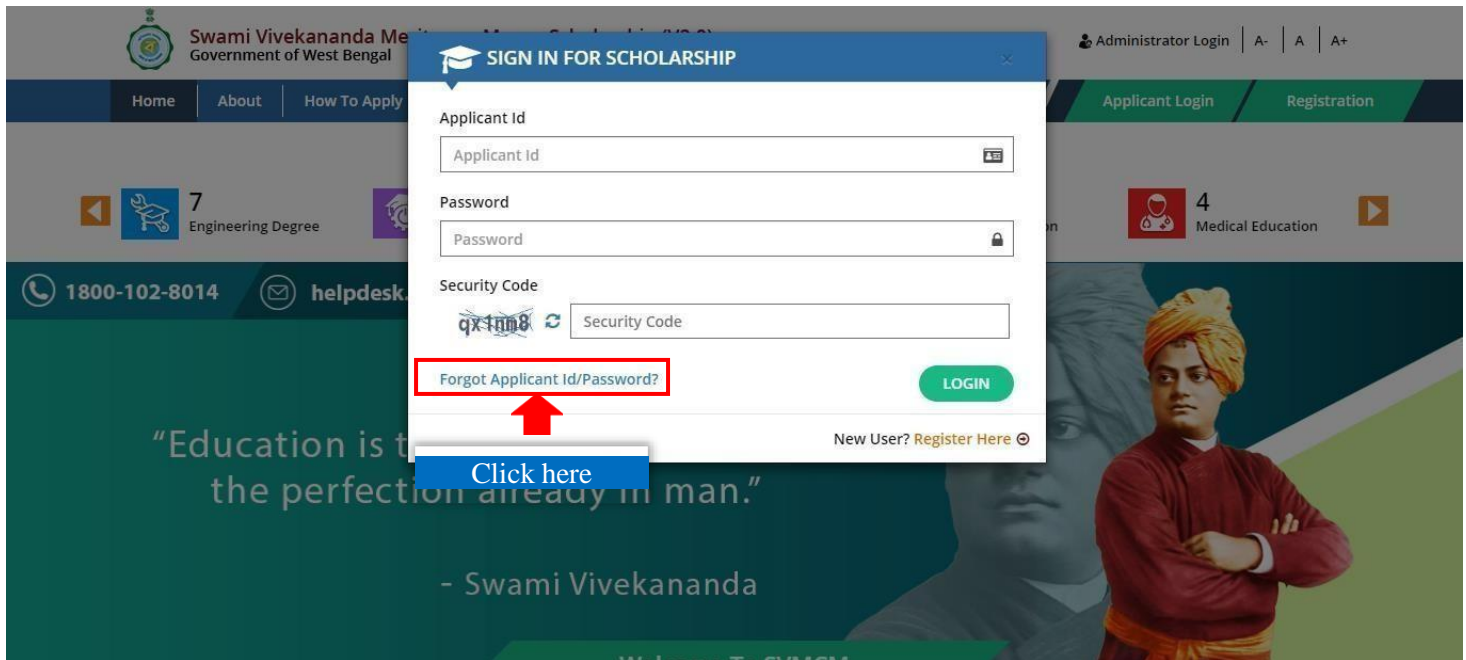 Swami Vivekananda Me
Government of West Bengal
Administrator Login | A- | A | A+
SIGN IN FOR SCHOLARSHIP ×
Home About How To Apply Applicant Login Registration
Applicant Id
Applicant Id
Password
Password
7
Engineering Degree
4
Medical Education
1800-102-8014 helpdesk.
Security Code
qx1nm8 Security Code
Forgot Applicant Id/Password? LOGIN
New User? Register Here
Click here
“Education is t
the perfection already in man.”
- Swami Vivekananda